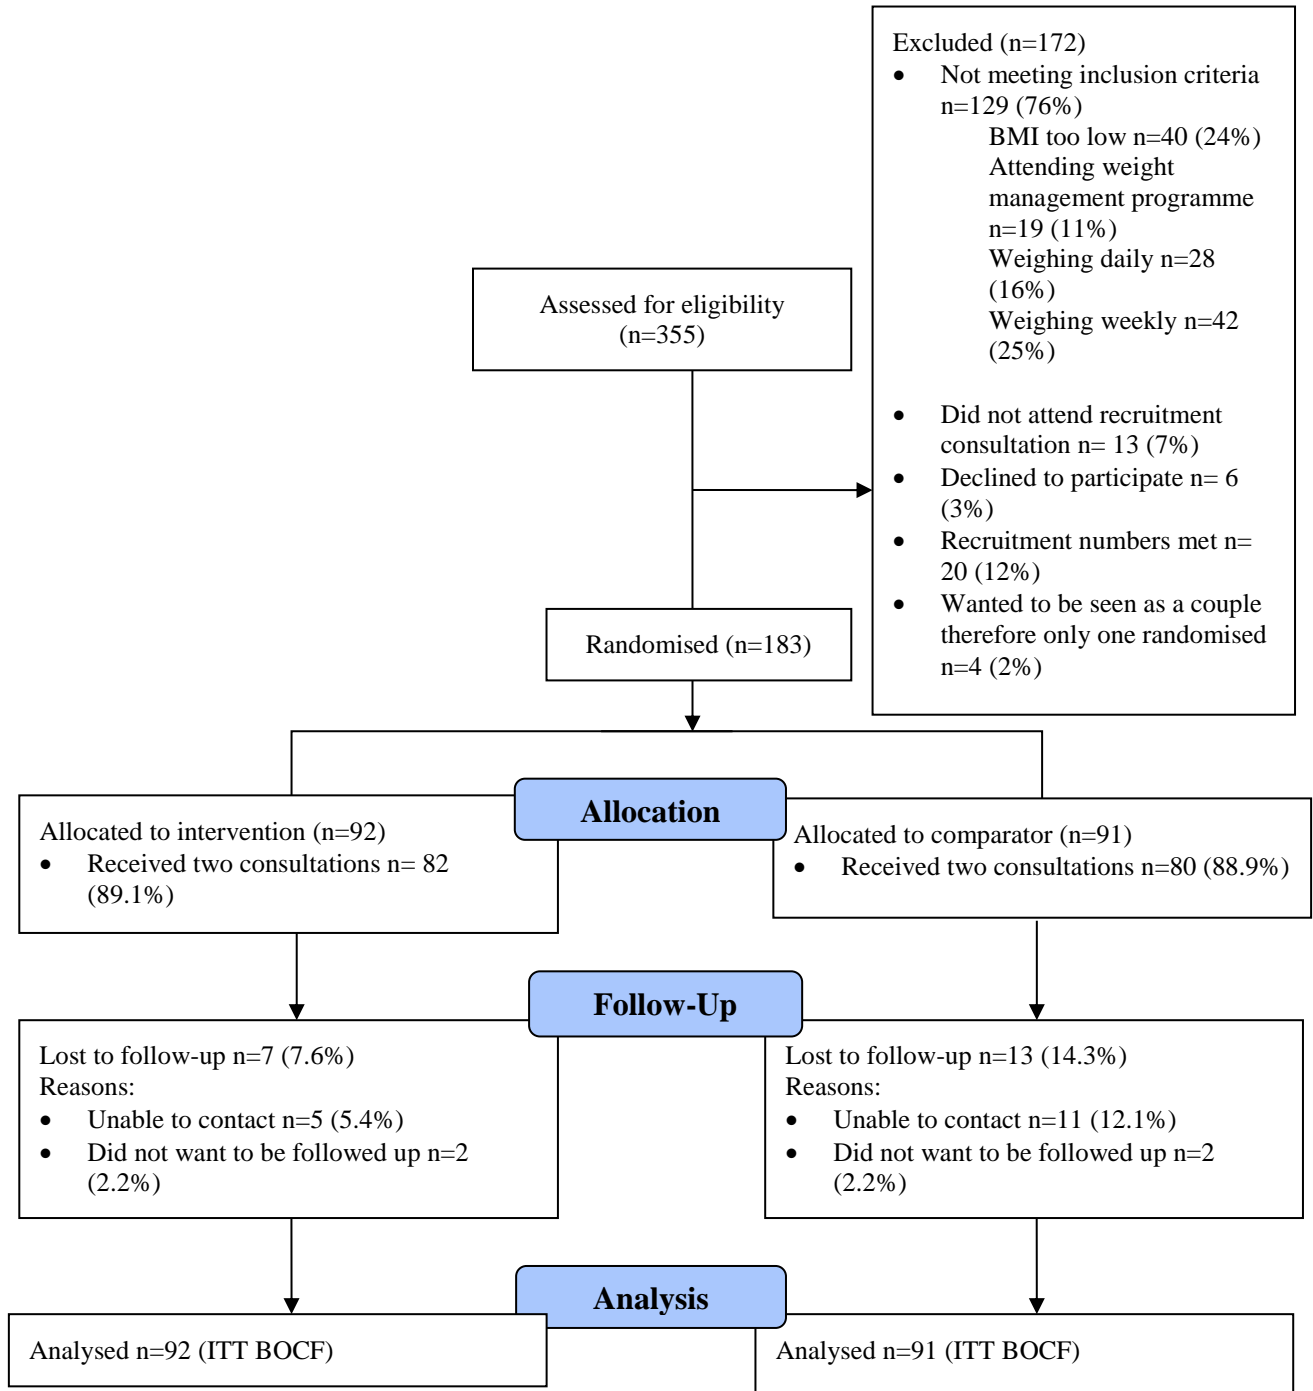 Excluded (n=172)
• Not meeting inclusion criteria
n=129 (76%)
BMI too low n=40 (24%)
Attending weight
management programme
n=19 (11%)
Weighing daily n=28
(16%)
Weighing weekly n=42
(25%)
• Did not attend recruitment
consultation n= 13 (7%)
• Declined to participate n= 6
(3%)
• Recruitment numbers met n=
20 (12%)
• Wanted to be seen as a couple
therefore only one randomised
n=4 (2%)
Assessed for eligibility
(n=355)
Randomised (n=183)
Allocation
Allocated to intervention (n=92)
• Received two consultations n= 82
(89.1%)
Allocated to comparator (n=91)
• Received two consultations n=80 (88.9%)
Follow-Up
Lost to follow-up n=7 (7.6%)
Reasons:
• Unable to contact n=5 (5.4%)
• Did not want to be followed up n=2
(2.2%)
Lost to follow-up n=13 (14.3%)
Reasons:
• Unable to contact n=11 (12.1%)
• Did not want to be followed up n=2
(2.2%)
Analysis
Analysed n=92 (ITT BOCF)
Analysed n=91 (ITT BOCF)